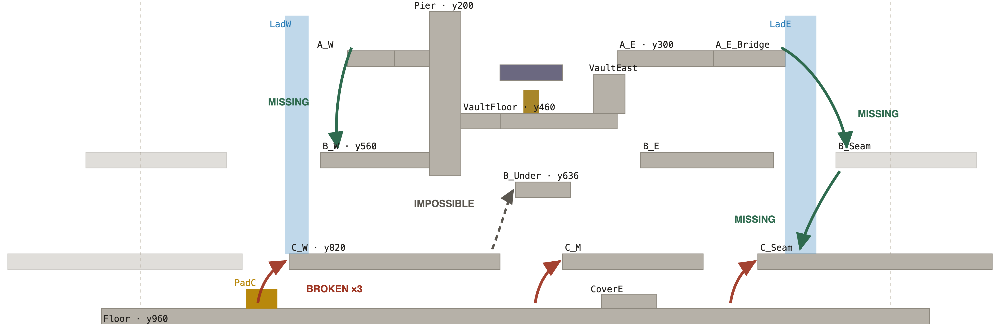 Pier · y200
LadW
LadE
A_W
A_E · y300
A_E_Bridge
VaultEast
MISSING
VaultFloor · y460
MISSING
B_W · y560
B_E
B_Seam
B_Under · y636
IMPOSSIBLE
MISSING
C_W · y820
C_M
C_Seam
PadC
BROKEN ×3
CoverE
Floor · y960